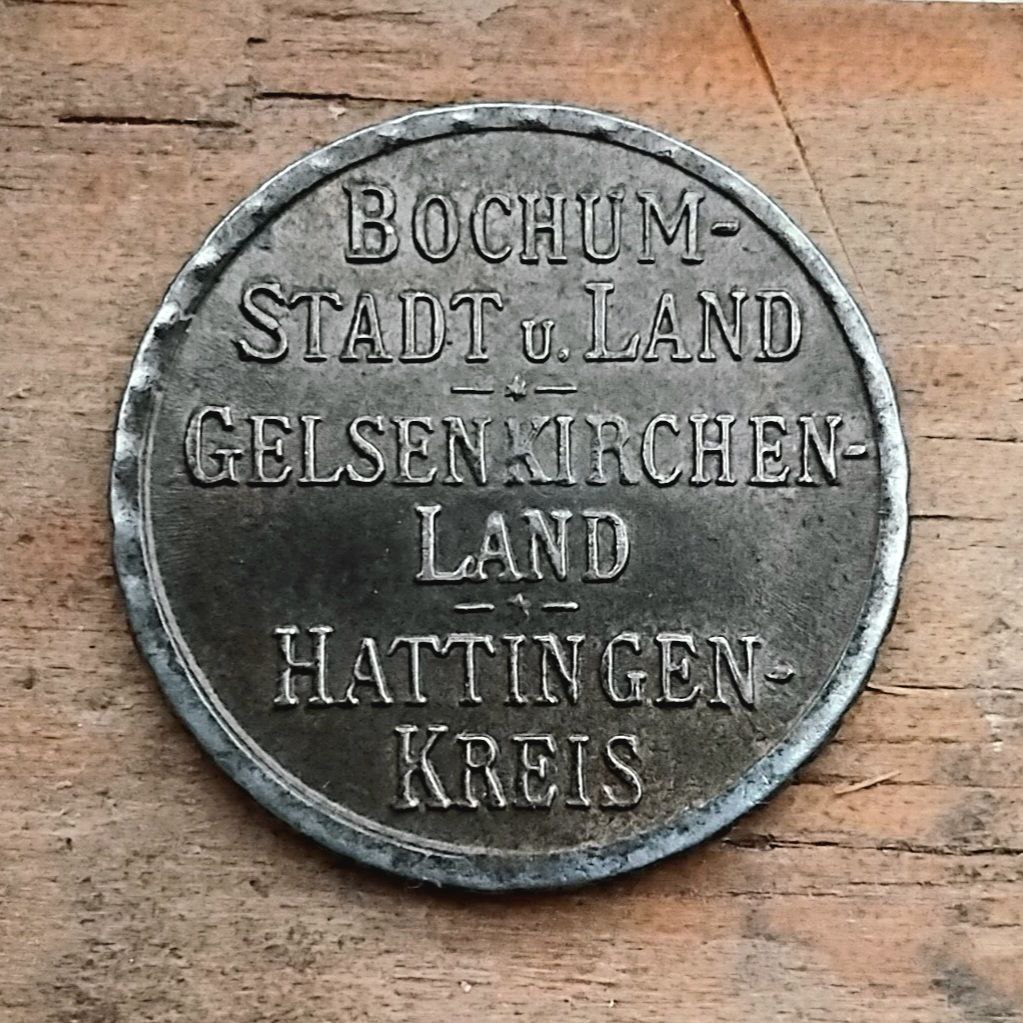 BOCHUM-
STADT u. LAND
GELSENKIRCHEN-
LAND
HATTINGEN-
KREIS